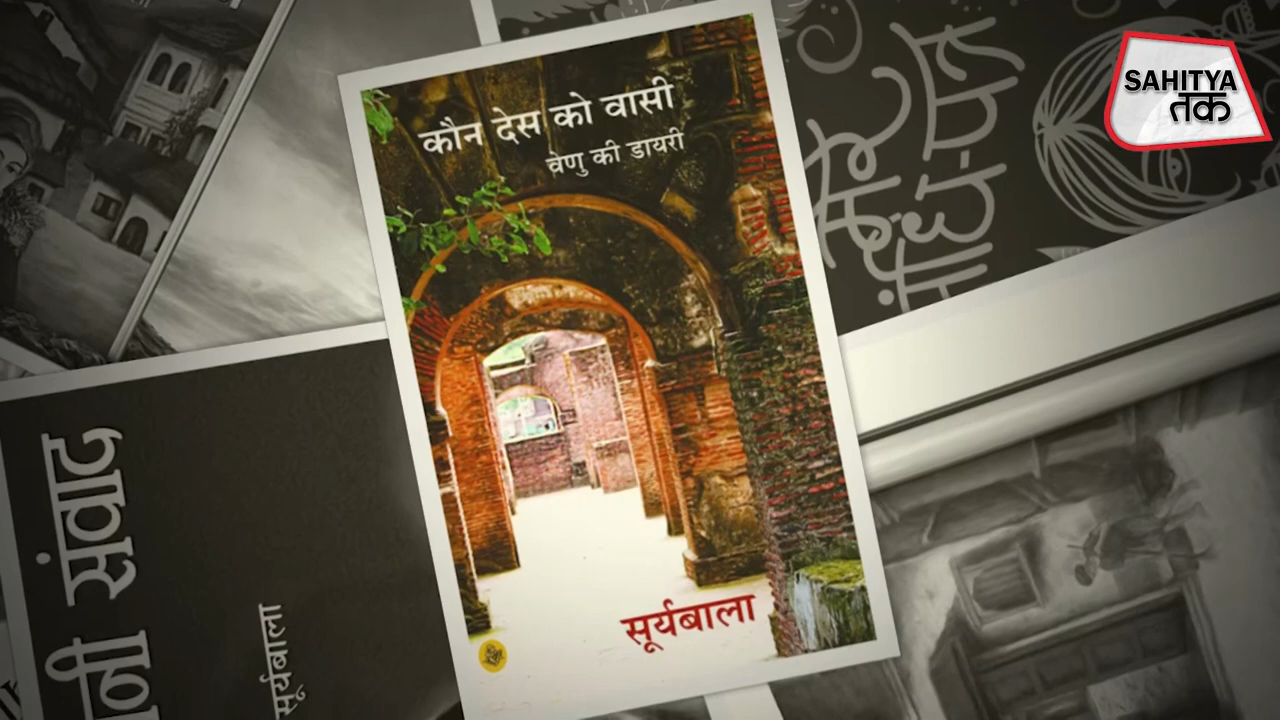 कौन देस को वासी
वेणु की डायरी
सूर्यबाला
SAHITYA
तक
नी संवाद
सूर्यबाला